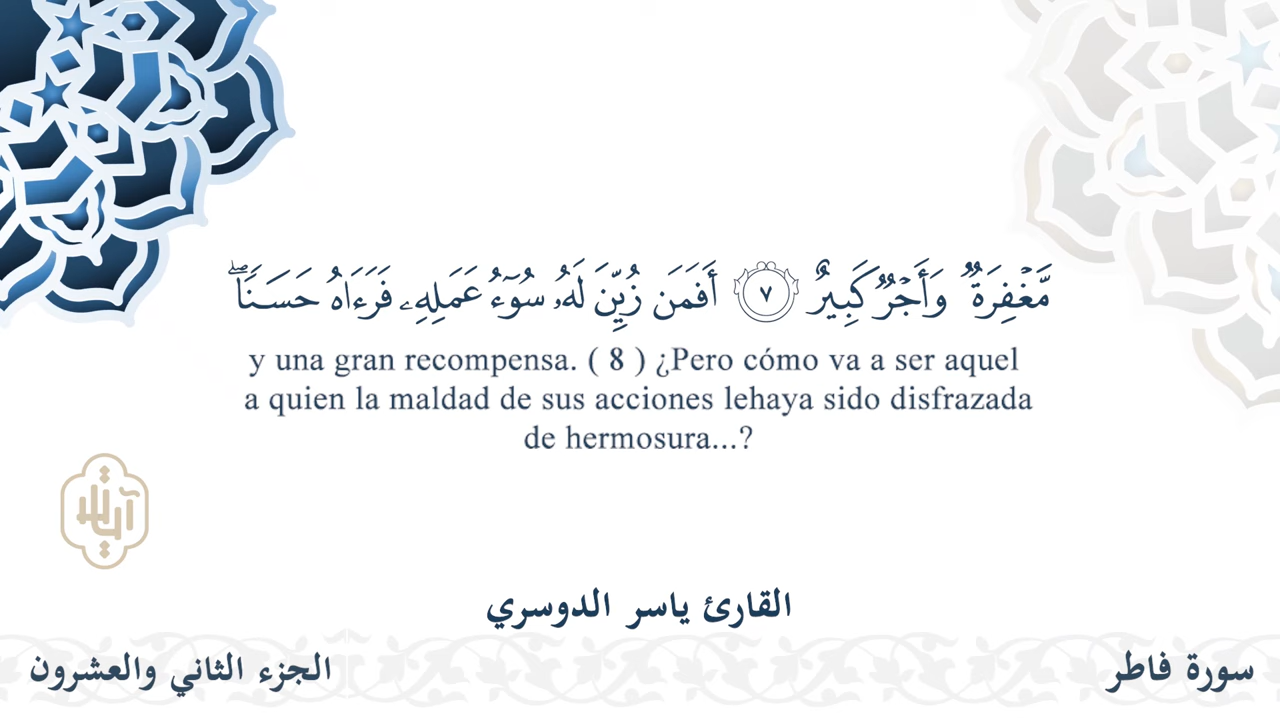 مَّغْفِرَةٌ وَأَجْرٌ كَبِيرٌ ٧ أَفَمَن زُيِّنَ لَهُۥ سُوٓءُ عَمَلِهِۦ فَرَءَاهُ حَسَنًاۖ
y una gran recompensa. ( 8 ) ¿Pero cómo va a ser aquel
a quien la maldad de sus acciones lehaya sido disfrazada
de hermosura...?
القارئ ياسر الدوسري
سورة فاطر
الجزء الثاني والعشرون